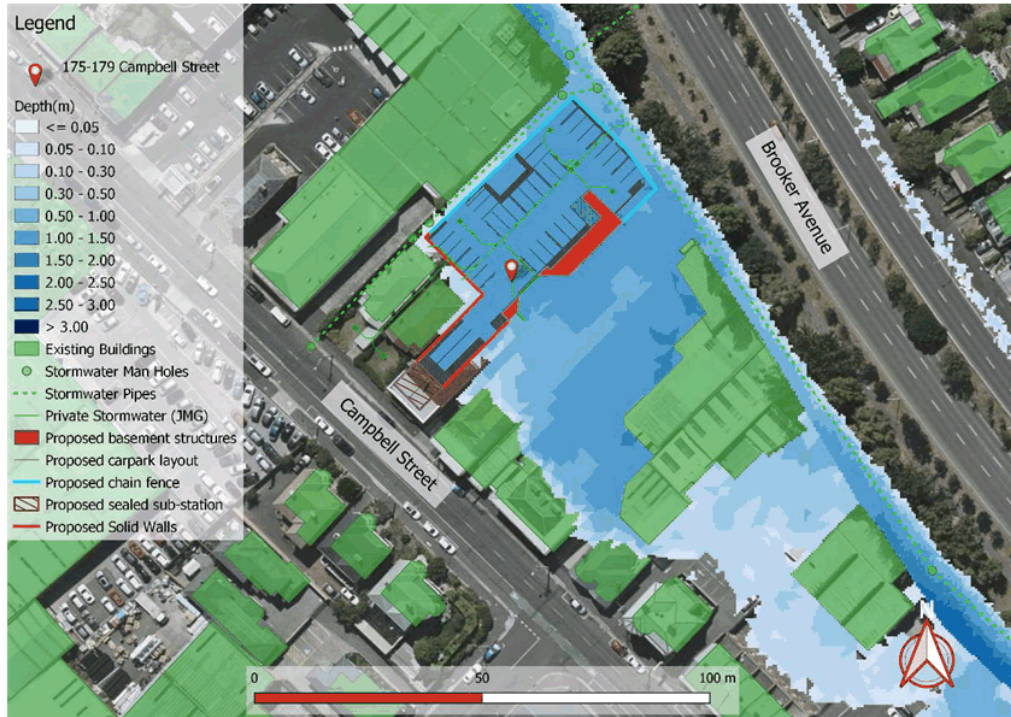 Legend
175-179 Campbell Street
Depth(m)
<= 0.05
0.05 - 0.10
0.10 - 0.30
0.30 - 0.50
0.50 - 1.00
1.00 - 1.50
1.50 - 2.00
2.00 - 2.50
2.50 - 3.00
> 3.00
Existing Buildings
Stormwater Man Holes
Stormwater Pipes
Private Stormwater (JMG)
Proposed basement structures
Proposed carpark layout
Proposed chain fence
Proposed sealed sub-station
Proposed Solid Walls
Brooker Avenue
Campbell Street
N
0 50 100 m